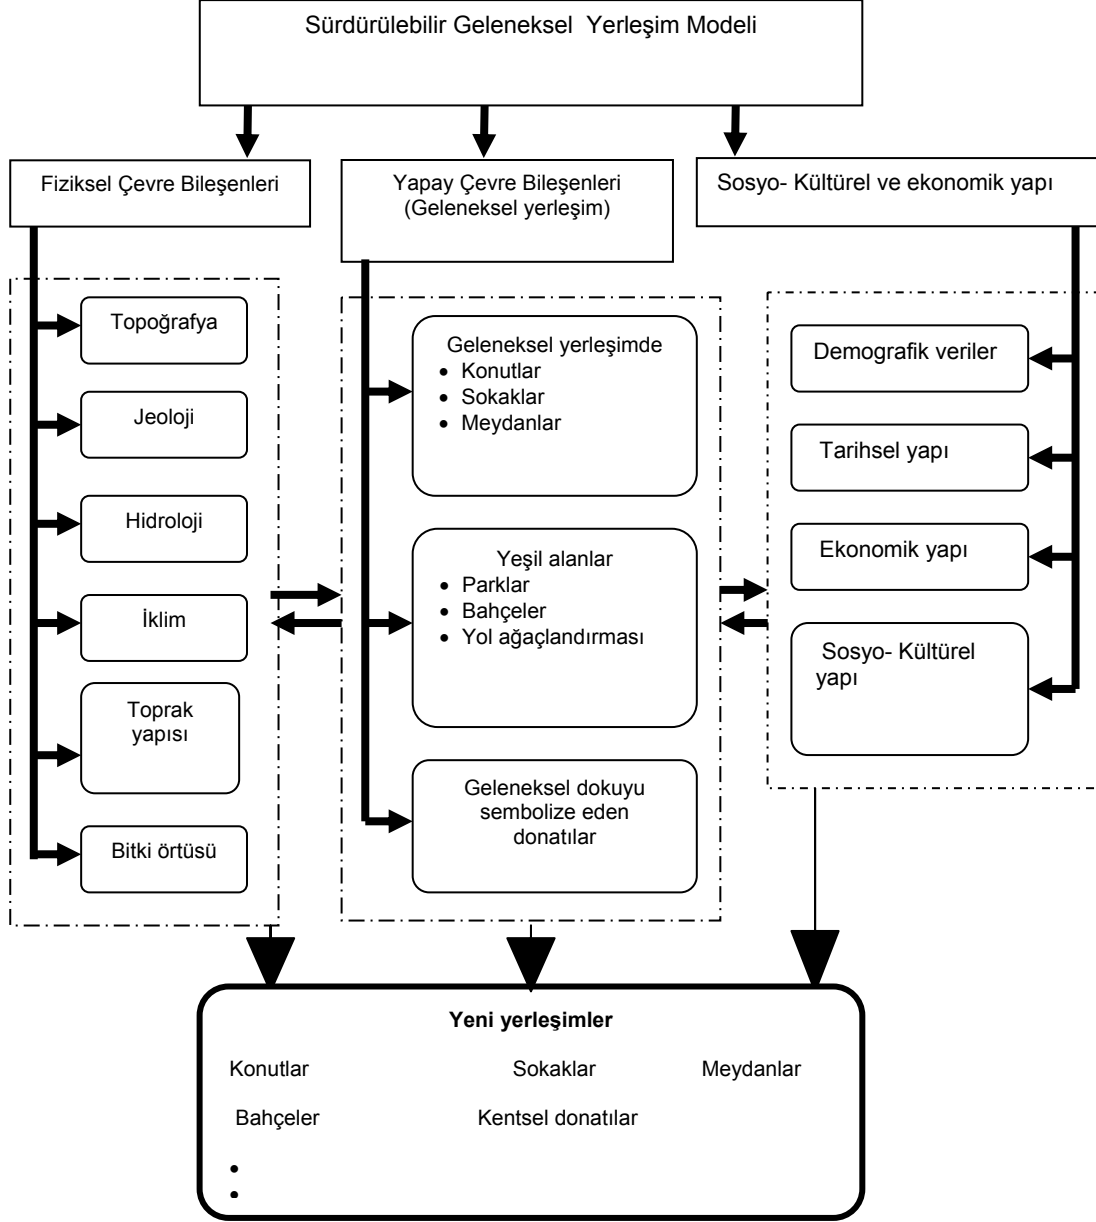 Sürdürülebilir Geleneksel Yerleşim Modeli
Fiziksel Çevre Bileşenleri
Yapay Çevre Bileşenleri
(Geleneksel yerleşim)
Sosyo- Kültürel ve ekonomik yapı
Topoğrafya
Jeoloji
Hidroloji
İklim
Toprak
yapısı
Bitki örtüsü
Geleneksel yerleşimde
• Konutlar
• Sokaklar
• Meydanlar
Yeşil alanlar
• Parklar
• Bahçeler
• Yol ağaçlandırması
Geleneksel dokuyu
sembolize eden
donatılar
Demografik veriler
Tarihsel yapı
Ekonomik yapı
Sosyo- Kültürel
yapı
Yeni yerleşimler
Konutlar Sokaklar Meydanlar
Bahçeler Kentsel donatılar
•
•